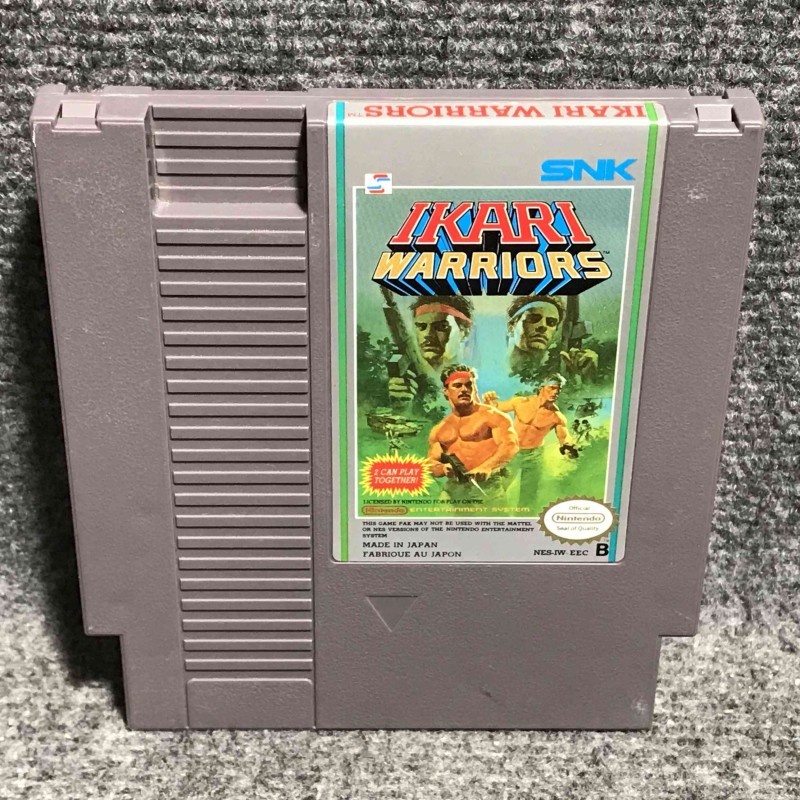 IKARI WARRIORS™
SNK
S
IKARI
WARRIORS™
2 CAN PLAY
TOGETHER!
LICENSED BY NINTENDO FOR PLAY ON THE
Nintendo ENTERTAINMENT SYSTEM
THIS GAME PAK MAY NOT BE USED WITH THE MATTEL
OR NES VERSIONS OF THE NINTENDO ENTERTAINMENT
SYSTEM
MADE IN JAPAN
FABRIQUE AU JAPON
NES-IW-EEC
Official
Nintendo
Seal of Quality
B